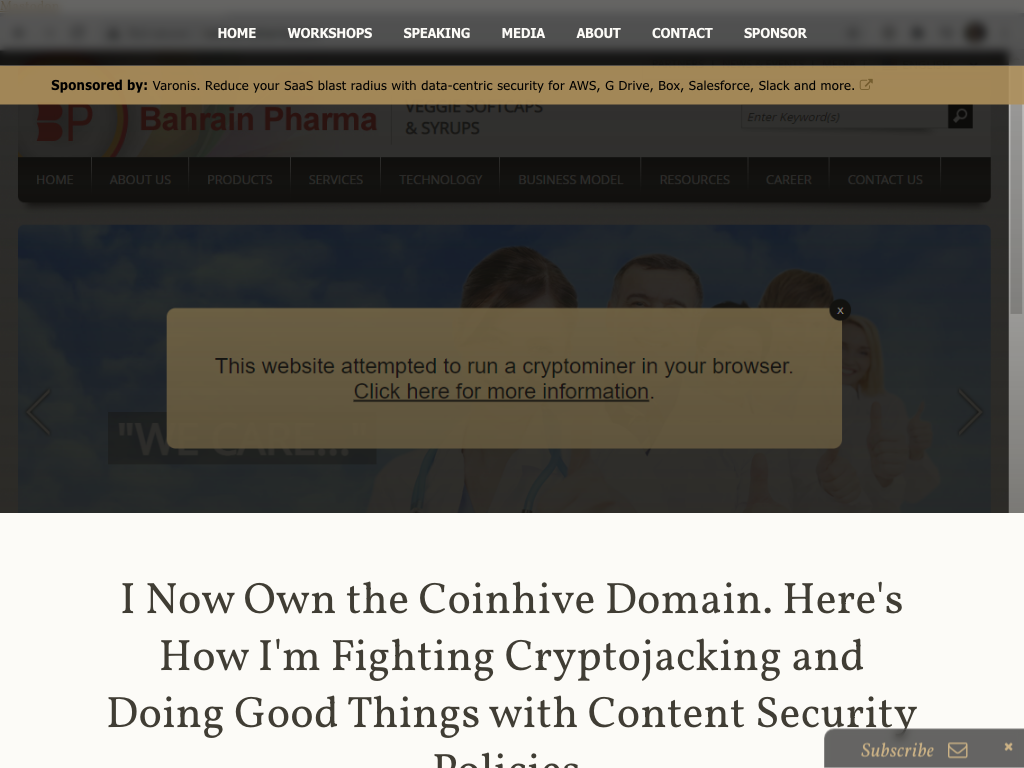 HOME WORKSHOPS SPEAKING MEDIA ABOUT CONTACT SPONSOR
Sponsored by: Varonis. Reduce your SaaS blast radius with data-centric security for AWS, G Drive, Box, Salesforce, Slack and more.
BP Bahrain Pharma
VEGGIE SOFTCAPS
& SYRUPS
Enter Keyword(s)
HOME ABOUT US PRODUCTS SERVICES TECHNOLOGY BUSINESS MODEL RESOURCES CAREER CONTACT US
x
This website attempted to run a cryptominer in your browser.
Click here for more information.
"WE CARE..."
I Now Own the Coinhive Domain. Here's
How I'm Fighting Cryptojacking and
Doing Good Things with Content Security
Policies
Subscribe